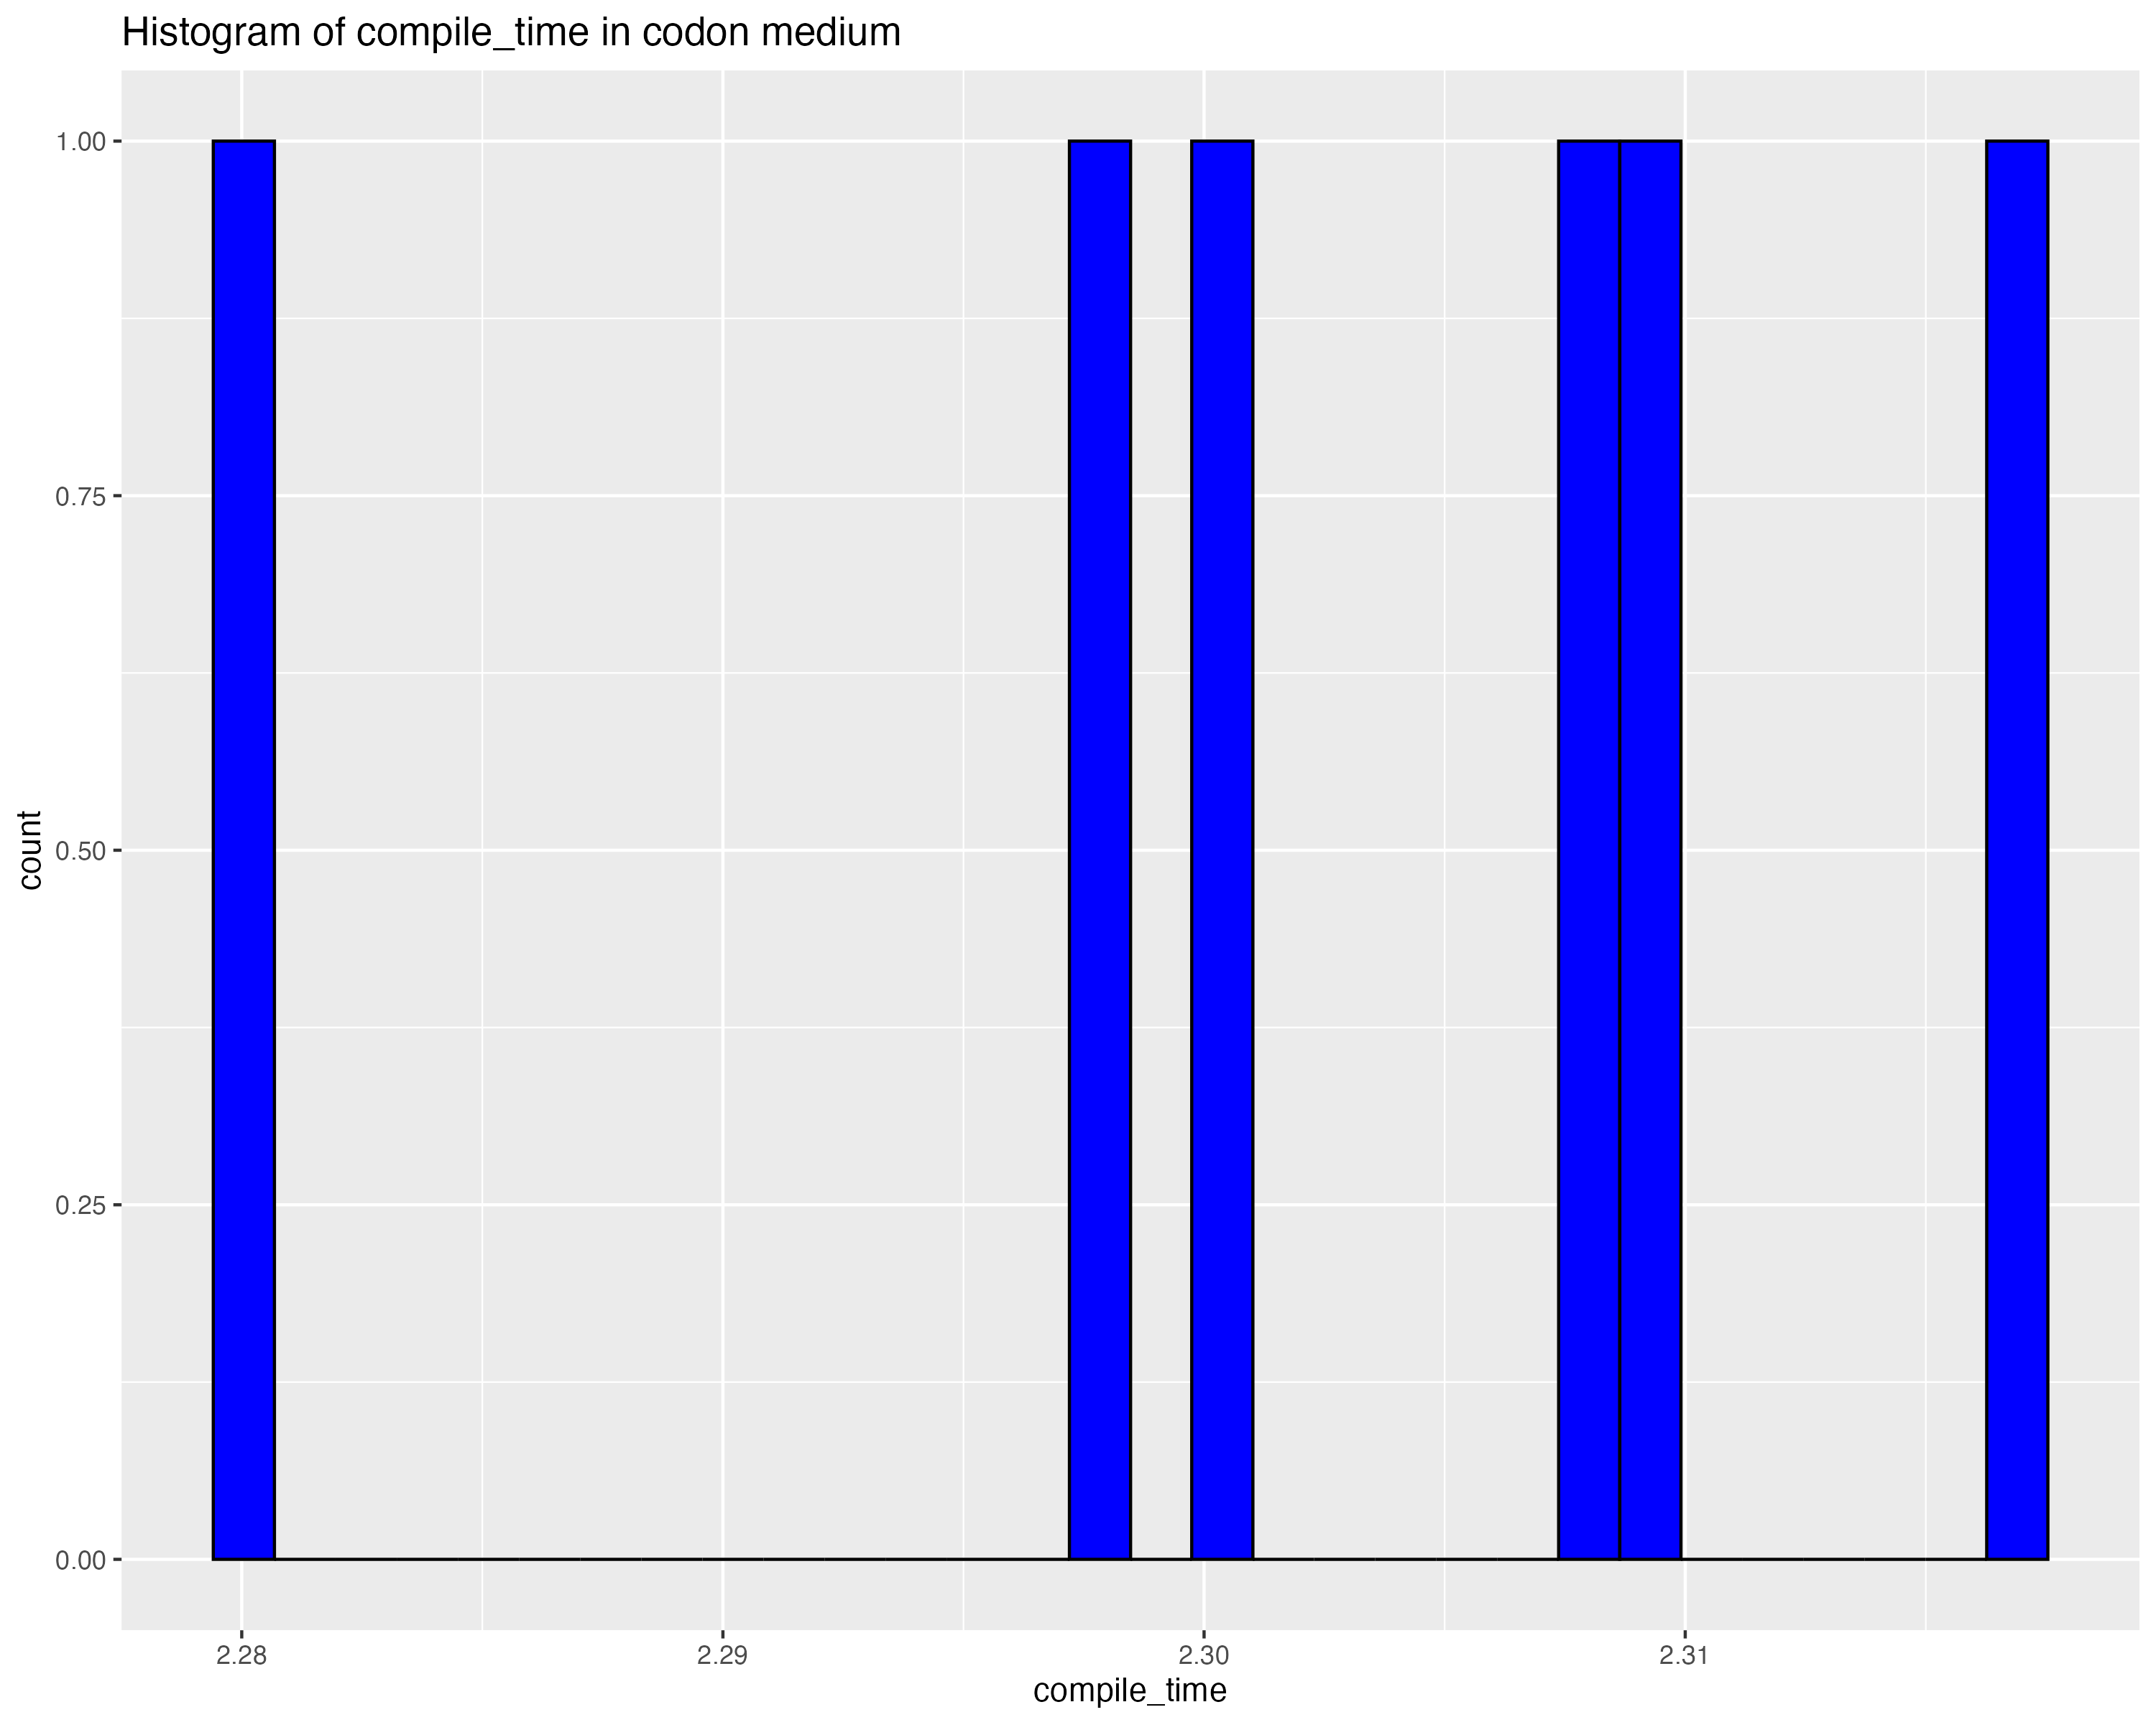 Histogram of compile_time in codon medium
1.00
0.75
0.50
0.25
0.00
count
2.28 2.29 2.30 2.31
compile_time